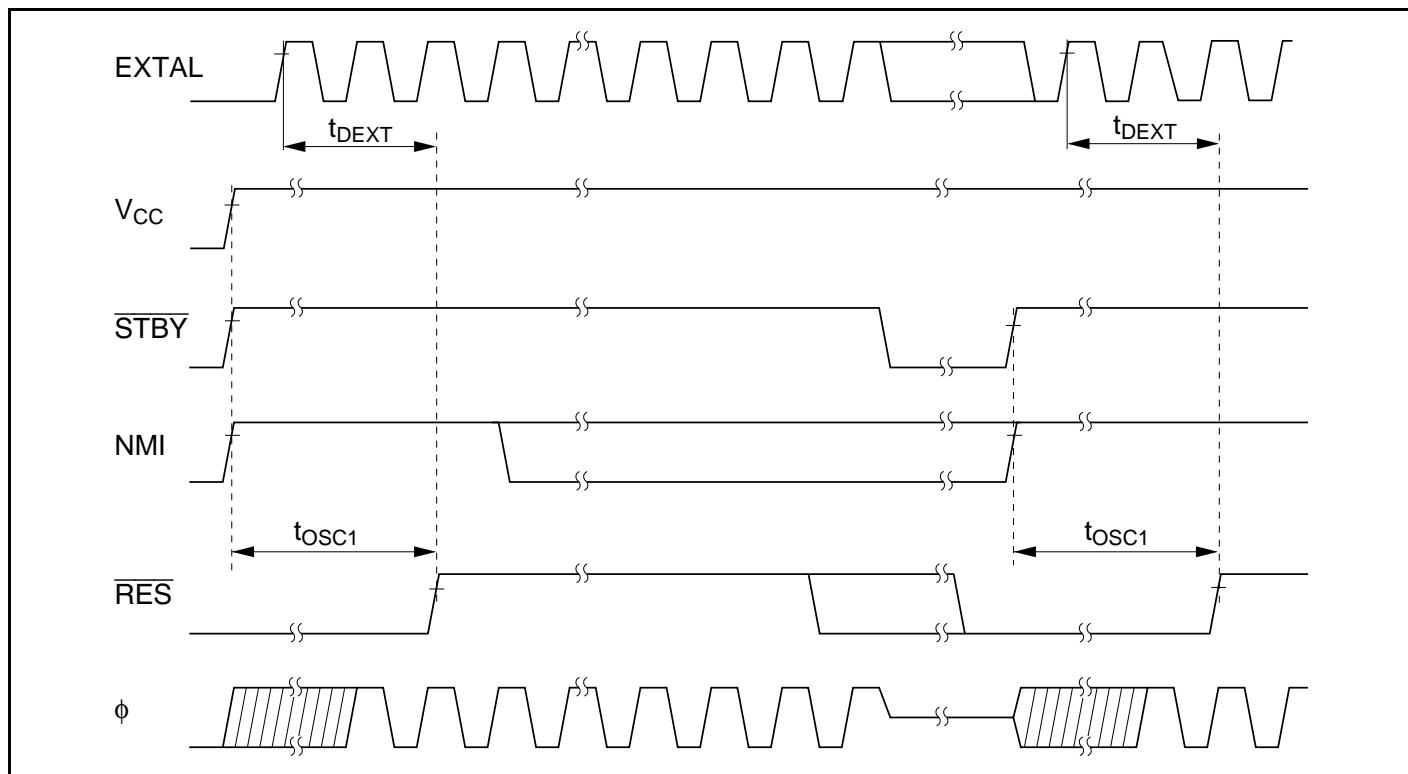 EXTAL
tDEXT
tDEXT
VCC
STBY
NMI
tOSC1
tOSC1
RES
ϕ